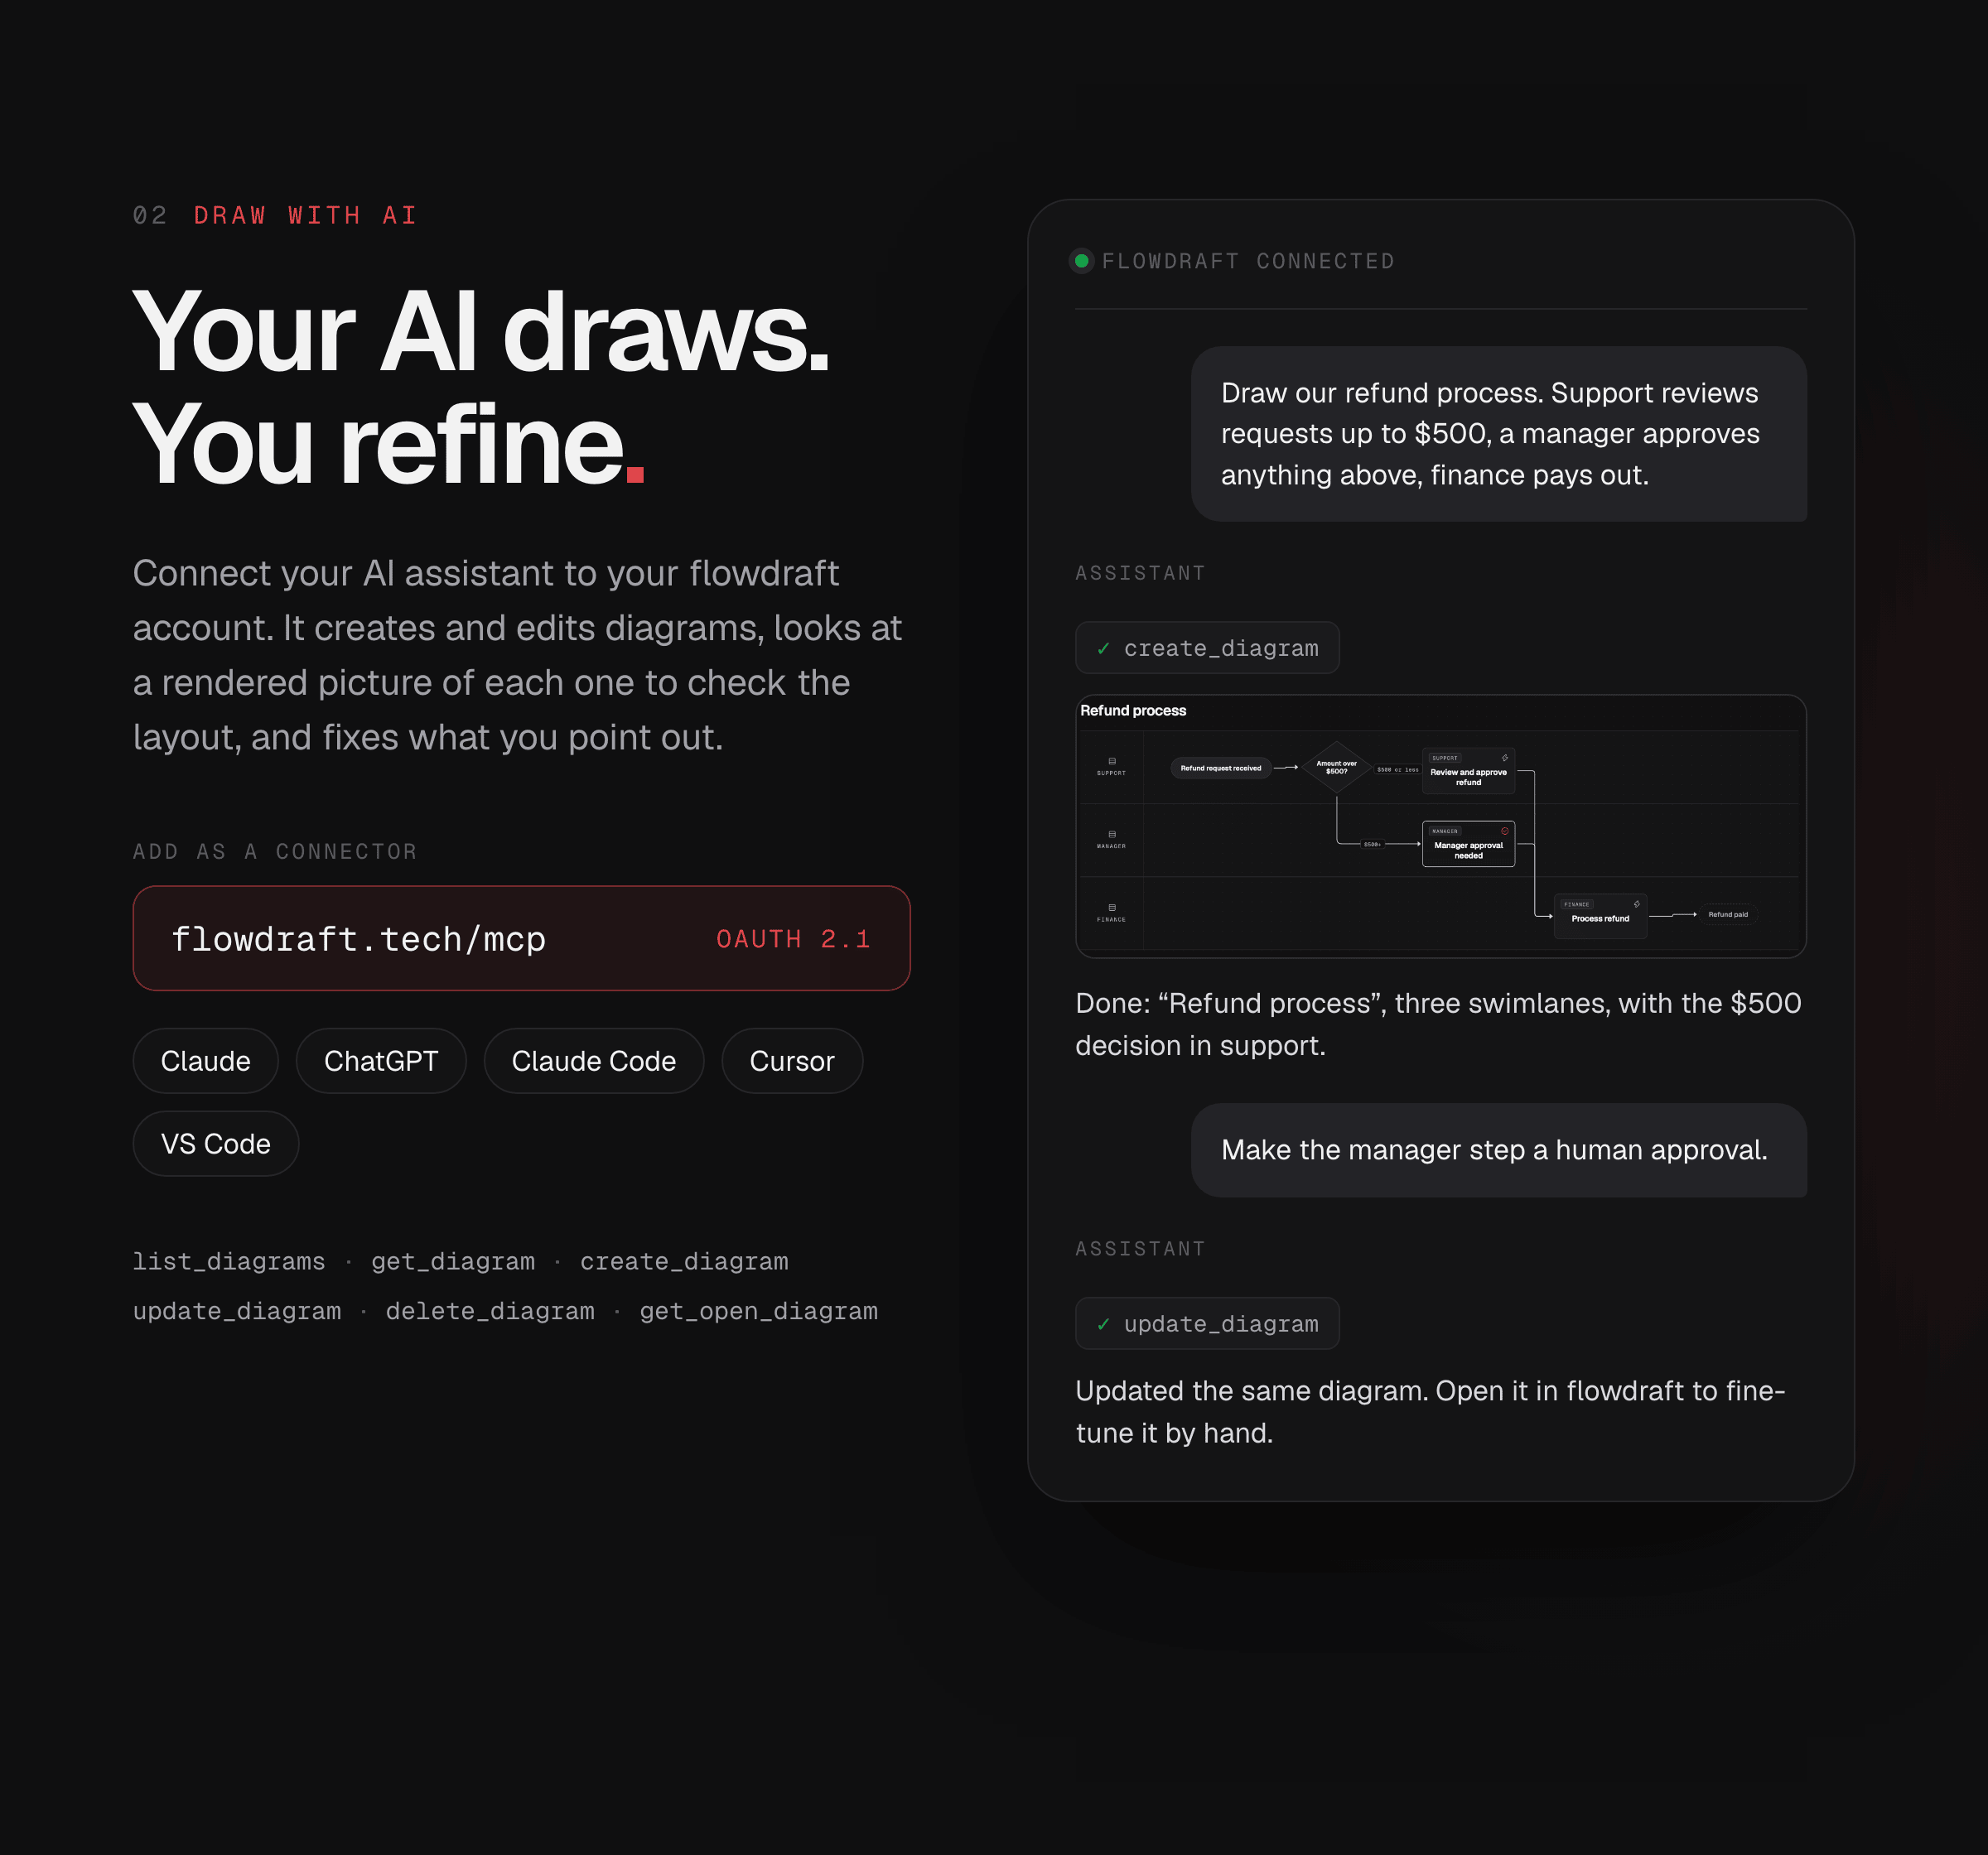 02 DRAW WITH AI
Your AI draws.
You refine.
Connect your AI assistant to your flowdraft
account. It creates and edits diagrams, looks at
a rendered picture of each one to check the
layout, and fixes what you point out.
ADD AS A CONNECTOR
flowdraft.tech/mcp OAUTH 2.1
Claude ChatGPT Claude Code Cursor
VS Code
list_diagrams · get_diagram · create_diagram
update_diagram · delete_diagram · get_open_diagram
FLOWDRAFT CONNECTED
Draw our refund process. Support reviews
requests up to $500, a manager approves
anything above, finance pays out.
ASSISTANT
✓ create_diagram
Refund process
SUPPORT
Refund request received
Amount over
$500?
$500 or less
SUPPORT
Review and approve
refund
MANAGER
$500+
MANAGER
Manager approval
needed
FINANCE
FINANCE
Process refund
Refund paid
Done: “Refund process”, three swimlanes, with the $500
decision in support.
Make the manager step a human approval.
ASSISTANT
✓ update_diagram
Updated the same diagram. Open it in flowdraft to fine-
tune it by hand.